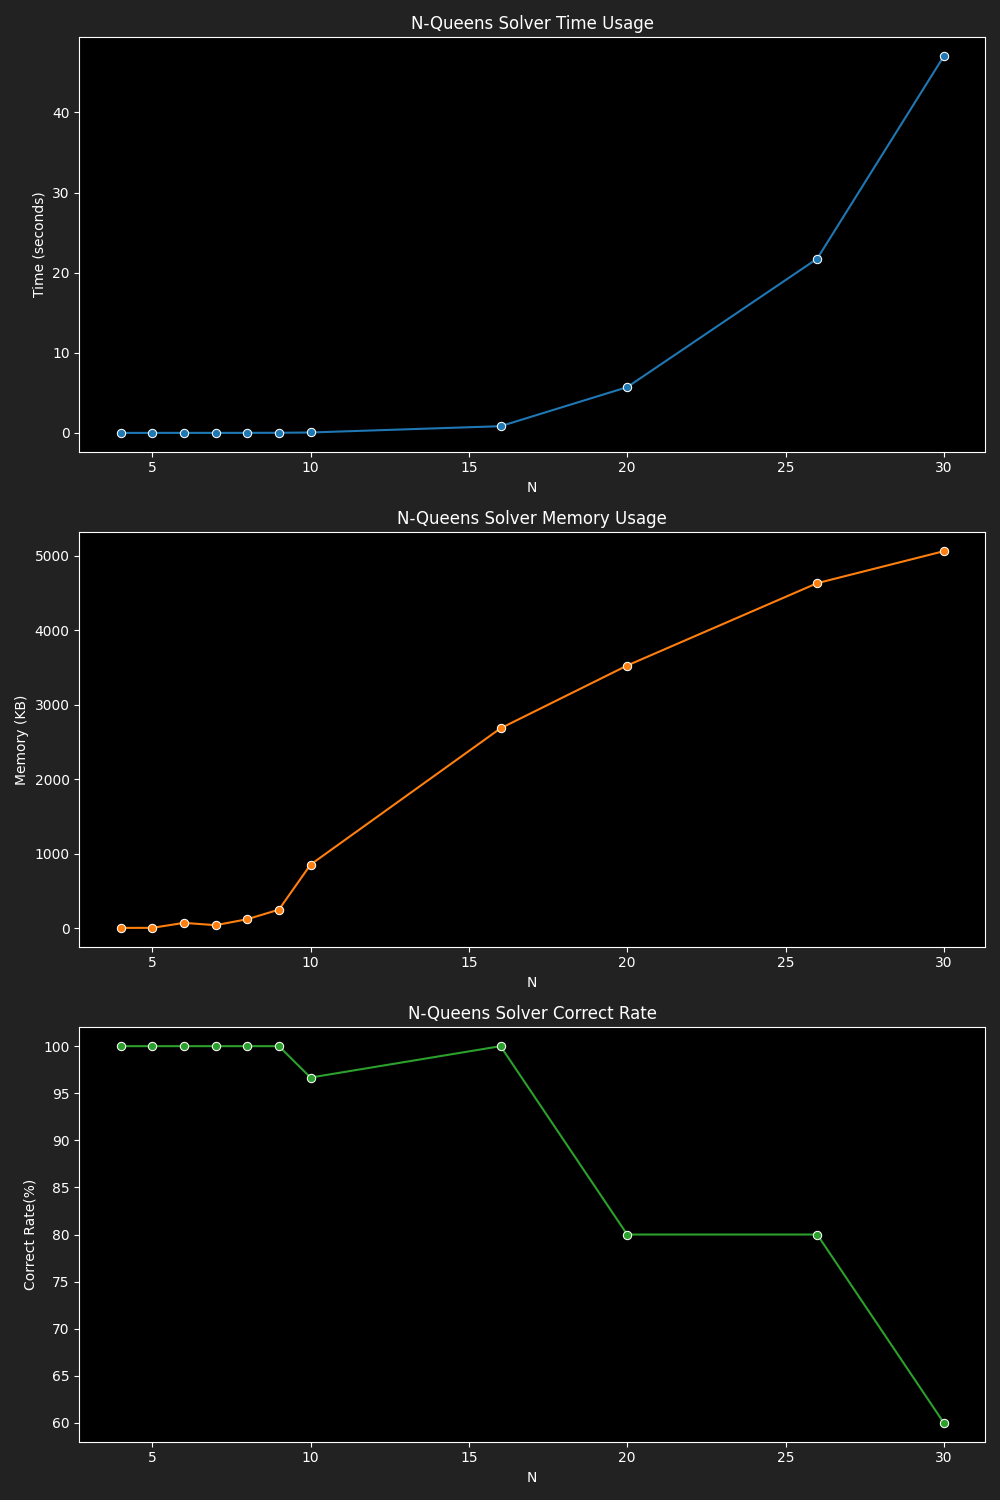 N-Queens Solver Time Usage
40
30
20
10
0
Time (seconds)
5 10 15 20 25 30
N
N-Queens Solver Memory Usage
5000
4000
3000
2000
1000
0
Memory (KB)
5 10 15 20 25 30
N
N-Queens Solver Correct Rate
100
95
90
85
80
75
70
65
60
Correct Rate(%)
5 10 15 20 25 30
N